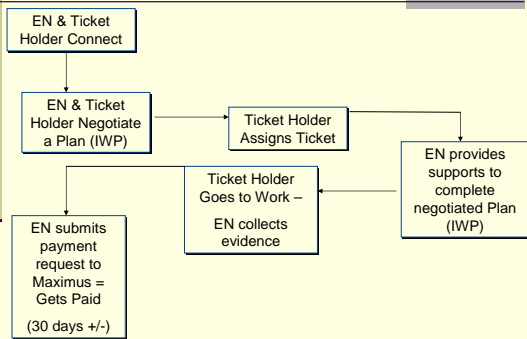 EN & Ticket
Holder Connect
EN & Ticket
Holder Negotiate
a Plan (IWP)
Ticket Holder
Assigns Ticket
EN provides
supports to
complete
negotiated Plan
(IWP)
Ticket Holder
Goes to Work –
EN collects
evidence
EN submits
payment
request to
Maximus =
Gets Paid
(30 days +/-)